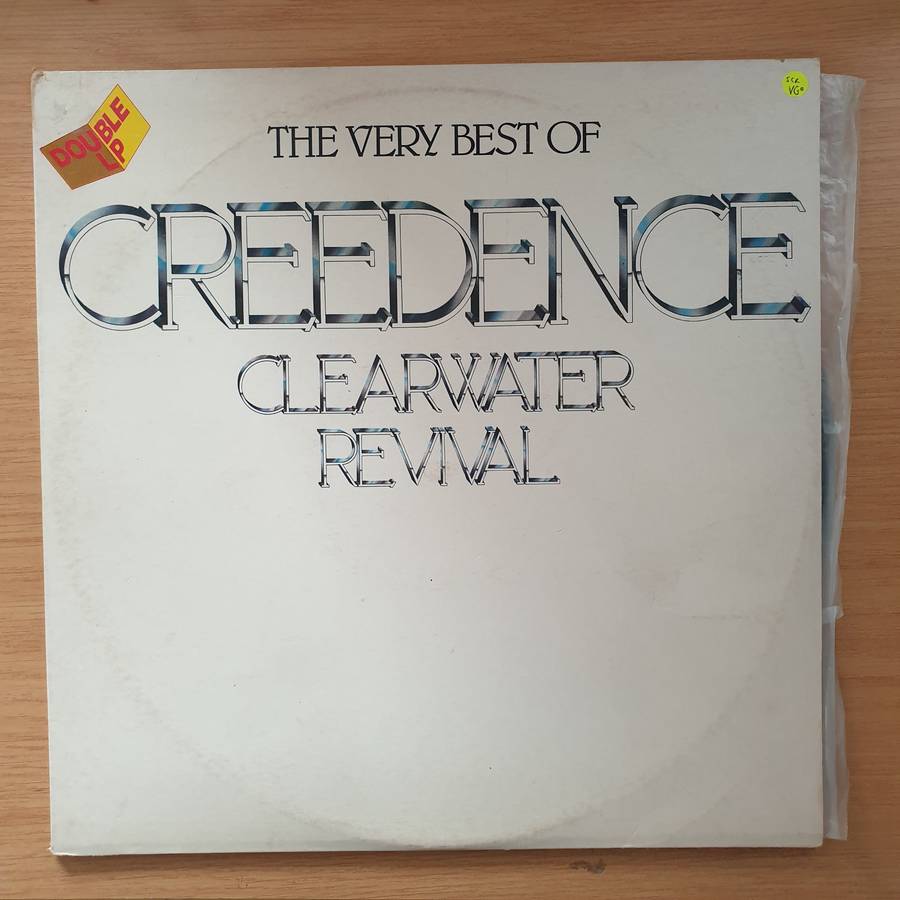 DOUBLE
LP
THE VERY BEST OF
CREEDENCE
CLEARWATER
REVIVAL
VG